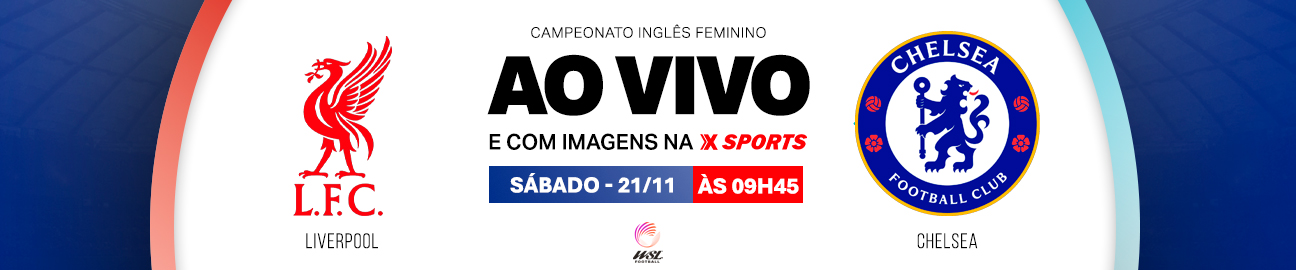 CAMPEONATO INGLÊS FEMININO
AO VIVO
E COM IMAGENS NA X SPORTS
SÁBADO - 21/11 ÀS 09H45
L.F.C.
LIVERPOOL
CHELSEA
FOOTBALL CLUB
CHELSEA
WSL
FOOTBALL